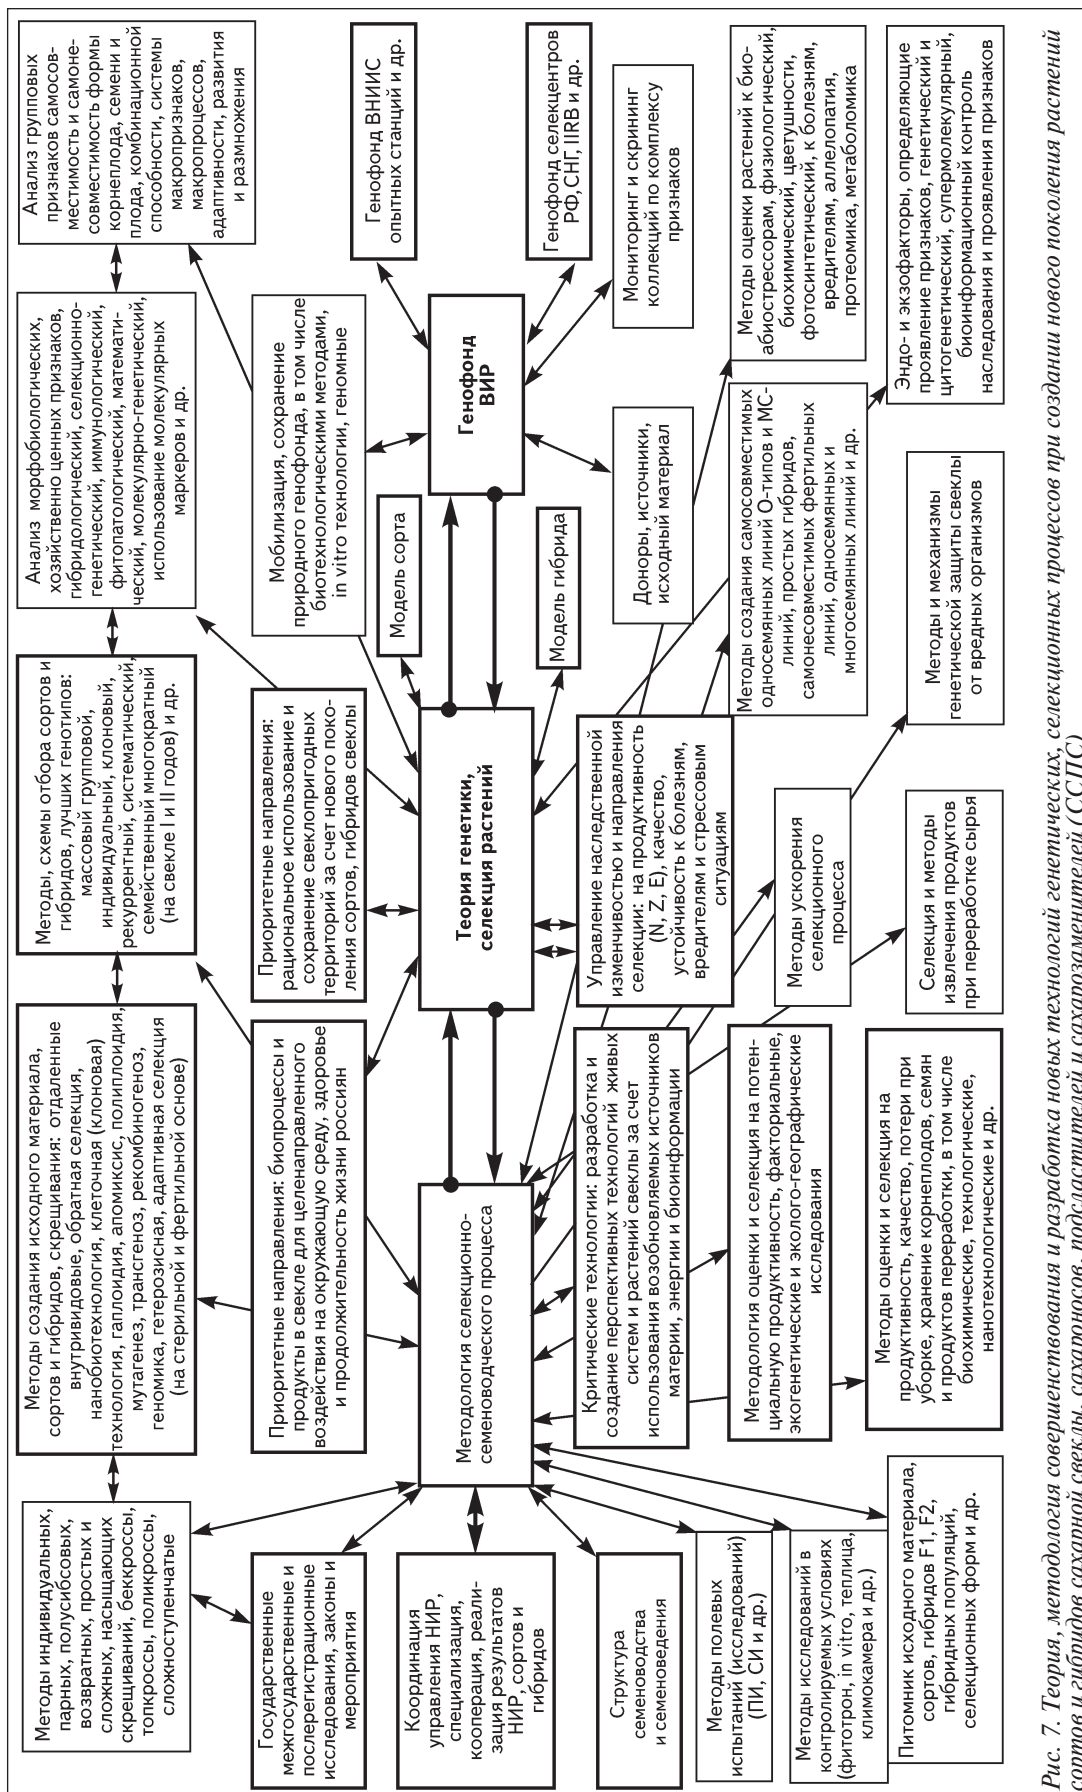 Методы индивидуальных,
парных, полусибсовых,
возвратных, простых и
сложных, насыщающих
скрещиваний, беккроссы,
топкроссы, поликроссы,
сложноступенчатые
Методы создания исходного материала,
сортов и гибридов, скрещивания: отдаленные
внутривидовые, обратная селекция,
нанобиотехнология, клеточная (клоновая)
технология, гаплоидия, апомиксис, полиплоидия,
мутагенез, трансгеноз, рекомбиногеноз,
геномика, гетерозисная, адаптивная селекция
(на стерильной и фертильной основе)
Методы, схемы отбора сортов и
гибридов, лучших генотипов:
массовый групповой,
индивидуальный, клоновый,
рекуррентный, систематический,
семейственный многократный
(на свекле I и II годов) и др.
Анализ морфобиологических,
хозяйственно ценных признаков,
гибридологический, селекционно-
генетический, иммунологический,
фитопатологический, математи-
ческий, молекулярно-генетический,
использование молекулярных
маркеров и др.
Анализ групповых
признаков самосов-
местимость и самоне-
совместимость формы
корнеплода, семени и
плода, комбинационной
способности, системы
макропризнаков,
макропроцессов,
адаптивности, развития
и размножения
Государственные
межгосударственные и
послерегистрационные
исследования, законы и
мероприятия
Приоритетные направления: биопроцессы и
продукты в свекле для целенаправленного
воздействия на окружающую среду, здоровье
и продолжительность жизни россиян
Приоритетные направления:
рациональное использование и
сохранение свеклопригодных
территорий за счет нового поко-
ления сортов, гибридов свеклы
Мобилизация, сохранение
природного генофонда, в том числе
биотехнологическими методами,
in vitro технологии, геномные
Генофонд ВНИИС
опытных станций и др.
Координация
управления НИР,
специализация,
кооперация, реали-
зация результатов
НИР, сортов и
гибридов
Методология селекционно-
семеноводческого процесса
Теория генетики,
селекция растений
Модель сорта
Генофонд
ВИР
Модель гибрида
Генофонд селекцентров
РФ, СНГ, IIRB и др.
Структура
семеноводства
и семеноведения
Критические технологии: разработка и
создание перспективных технологий живых
систем и растений свеклы за счет
использования возобновляемых источников
материи, энергии и биоинформации
Управление наследственной
изменчивостью и направления
селекции: на продуктивность
(N, Z, E), качество,
устойчивость к болезням,
вредителям и стрессовым
ситуациям
Доноры, источники,
исходный материал
Мониторинг и скрининг
коллекций по комплексу
признаков
Методы полевых
испытаний (исследований)
(ПИ, СИ и др.)
Методология оценки и селекция на потен-
циальную продуктивность, факториальные,
экогенетические и эколого-географические
исследования
Методы ускорения
селекционного
процесса
Методы создания самосовместимых
односемянных линий О-типов и МС-
линий, простых гибридов,
самонесовместимых фертильных
линий, односемянных и
многосемянных линий и др.
Методы оценки растений к био-
абиострессорам, физиологический,
биохимический, цветушности,
фотосинтетический, к болезням,
вредителям, аллелопатия,
протеомика, метаболомика
Методы исследований в
контролируемых условиях
(фитотрон, in vitro, теплица,
климокамера и др.)
Питомник исходного материала,
сортов, гибридов F1, F2,
гибридных популяций,
селекционных форм и др.
Методы оценки и селекция на
продуктивность, качество, потери при
уборке, хранение корнеплодов, семян
и продуктов переработки, в том числе
биохимические, технологические,
нанотехнологические и др.
Селекция и методы
извлечения продуктов
при переработке сырья
Методы и механизмы
генетической защиты свеклы
от вредных организмов
Эндо- и экзофакторы, определяющие
проявление признаков, генетический и
цитогенетический, супермолекулярный,
биоинформационный контроль
наследования и проявления признаков
Рис. 7. Теория, методология совершенствования и разработка новых технологий генетических, селекционных процессов при создании нового поколения растений
сортов и гибридов сахарной свеклы, сахароносов, подсластителей и сахарозаменителей (ССПС)